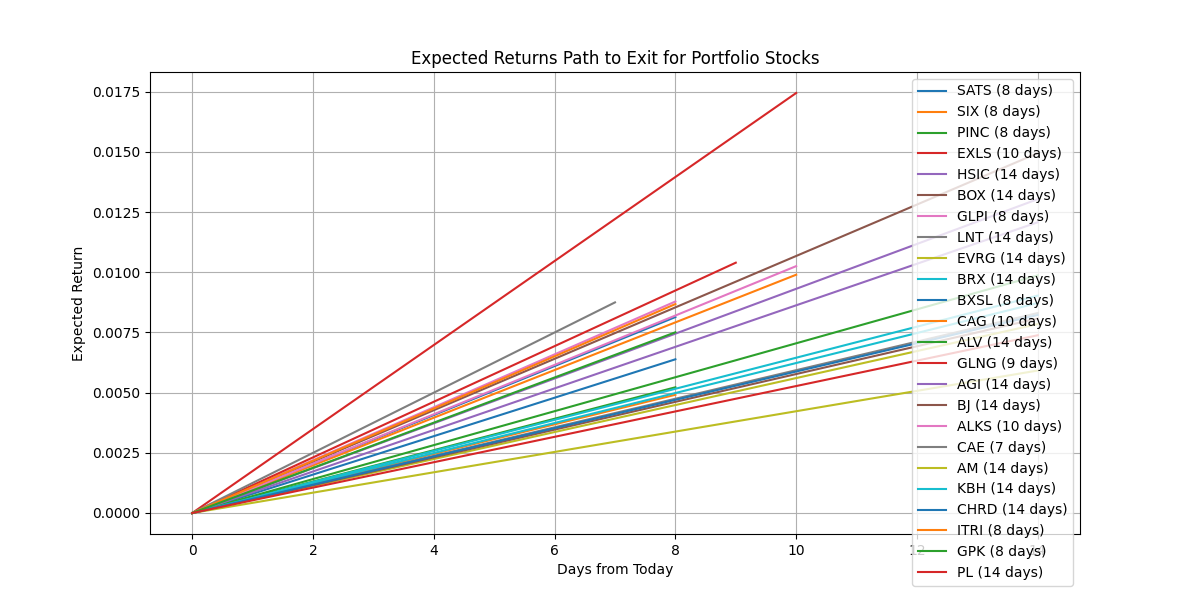 Expected Returns Path to Exit for Portfolio Stocks
Expected Return
0.0175
0.0150
0.0125
0.0100
0.0075
0.0050
0.0025
0.0000
0
2
4
6
8
10
12
Days from Today
SATS (8 days)
SIX (8 days)
PINC (8 days)
EXLS (10 days)
HSIC (14 days)
BOX (14 days)
GLPI (8 days)
LNT (14 days)
EVRG (14 days)
BRX (14 days)
BXSL (8 days)
CAG (10 days)
ALV (14 days)
GLNG (9 days)
AGI (14 days)
BJ (14 days)
ALKS (10 days)
CAE (7 days)
AM (14 days)
KBH (14 days)
CHRD (14 days)
ITRI (8 days)
GPK (8 days)
PL (14 days)